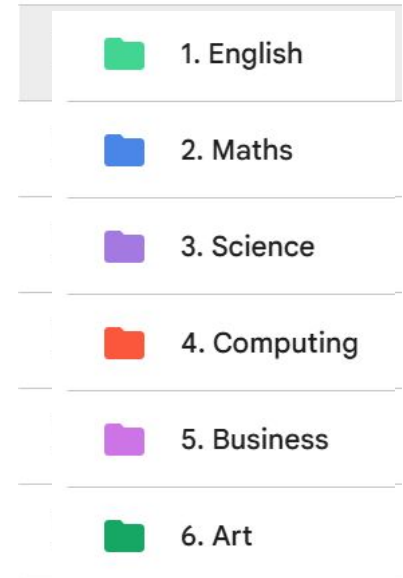 1. English
2. Maths
3. Science
4. Computing
5. Business
6. Art